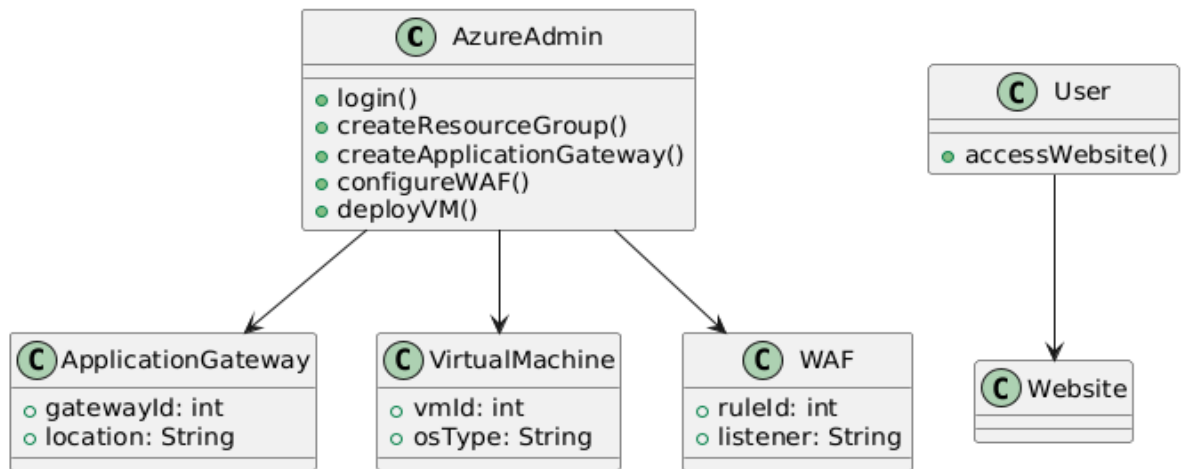 C AzureAdmin
login()
createResourceGroup()
createApplicationGateway()
configureWAF()
deployVM()
C User
accessWebsite()
C ApplicationGateway
gatewayId: int
location: String
C VirtualMachine
vmId: int
osType: String
C WAF
ruleId: int
listener: String
C Website